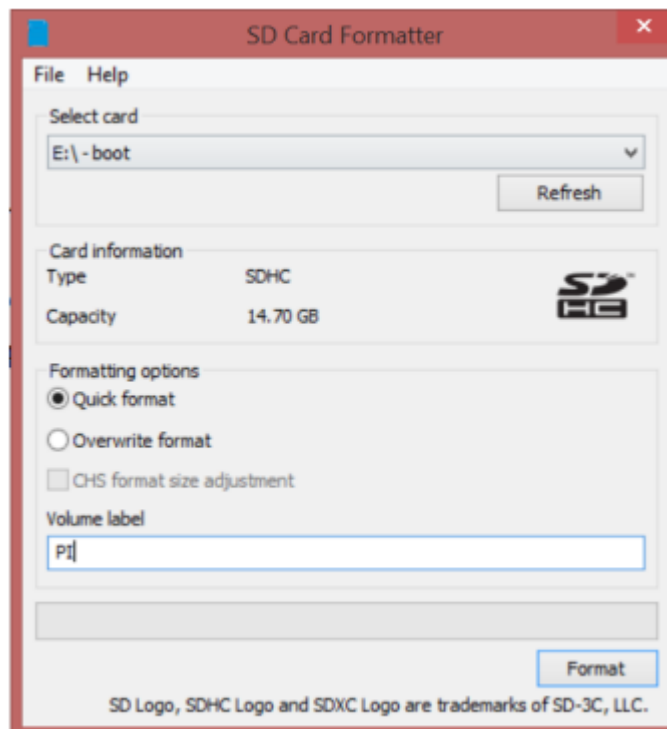 SD Card Formatter
File Help
Select card
E:\ - boot
Refresh
Card information
Type SDHC
Capacity 14.70 GB
SD
HC
Formatting options
Quick format
Overwrite format
CHS format size adjustment
Volume label
PI
Format
SD Logo, SDHC Logo and SDXC Logo are trademarks of SD-3C, LLC.